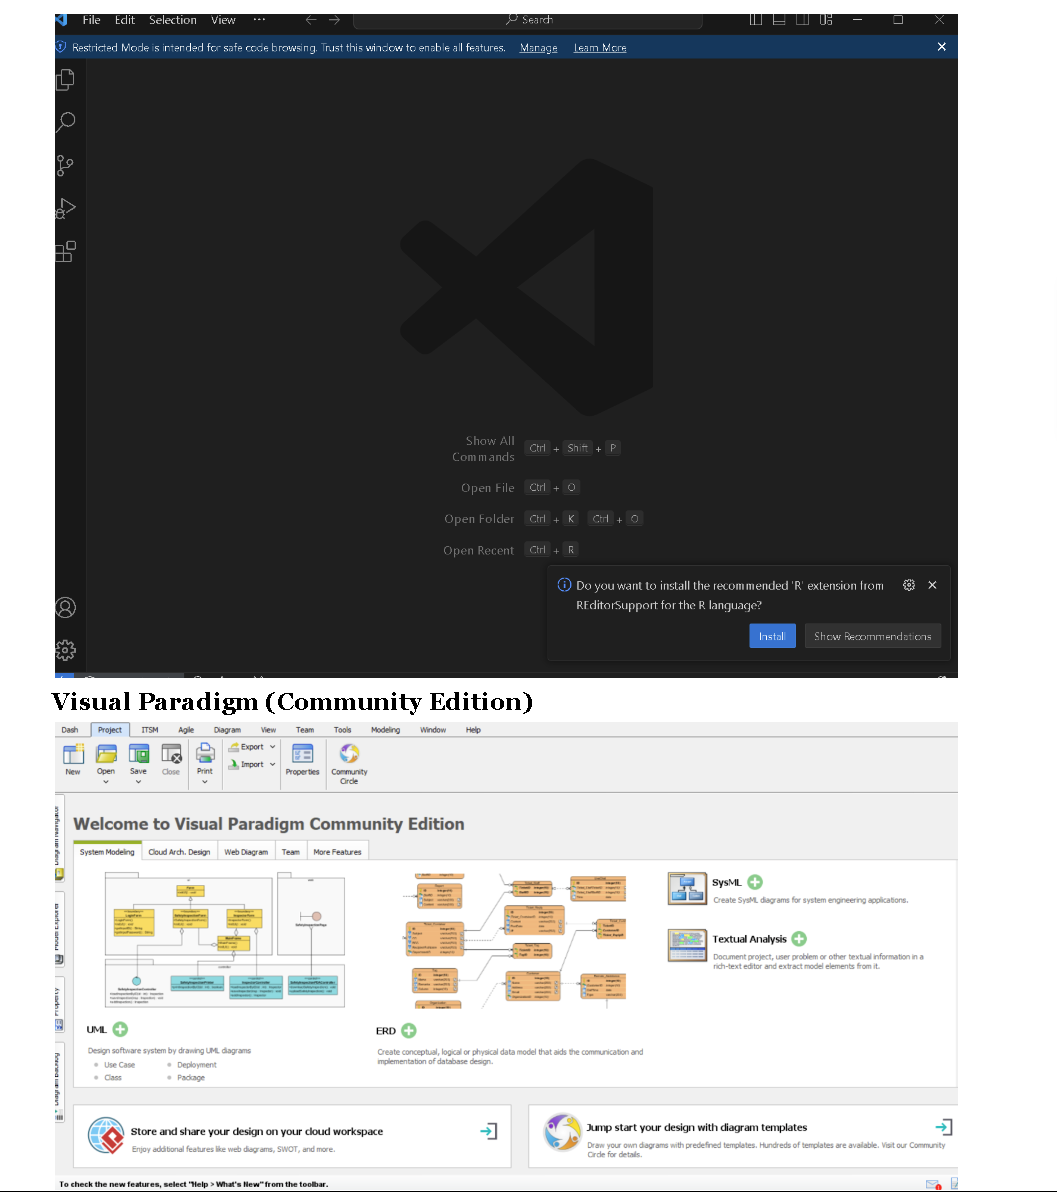 File Edit Selection View ··· Search
Restricted Mode is intended for safe code browsing. Trust this window to enable all features. Manage Learn More
Show All Commands Ctrl + Shift + P
Open File Ctrl + O
Open Folder Ctrl + K Ctrl + O
Open Recent Ctrl + R
Do you want to install the recommended 'R' extension from
REditorSupport for the R language?
Install Show Recommendations
Visual Paradigm (Community Edition)
Dash Project ITSM Agile Diagram View Team Tools Modeling Window Help
New Open Save Close Print Export Import Properties Community Circle
Diagram Navigator
Model Explorer
Property
Diagram Backlog
Welcome to Visual Paradigm Community Edition
System Modeling Cloud Arch. Design Web Diagram Team More Features
SysML
Create SysML diagrams for system engineering applications.
Textual Analysis
Document project, user problem or other textual information in a
rich-text editor and extract model elements from it.
UML
Design software system by drawing UML diagrams
Use Case Deployment
Class Package
ERD
Create conceptual, logical or physical data model that aids the communication and
implementation of database design.
Store and share your design on your cloud workspace
Enjoy additional features like web diagrams, SWOT, and more.
Jump start your design with diagram templates
Draw your own diagrams with predefined templates. Hundreds of templates are available. Visit our Community
Circle for details.
To check the new features, select "Help > What's New" from the toolbar.